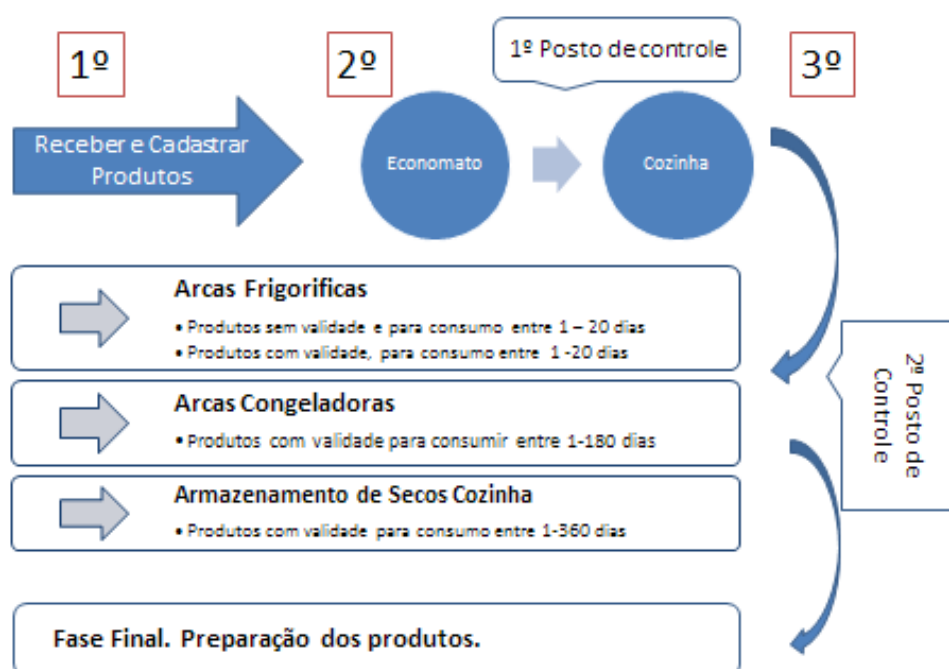 1º
2º
1º Posto de controle
3º
Receber e Cadastrar
Produtos
Economato
Cozinha
Arcas Frigorificas
• Produtos sem validade e para consumo entre 1 – 20 dias
• Produtos com validade, para consumo entre 1 -20 dias
Arcas Congeladoras
• Produtos com validade para consumir entre 1-180 dias
Armazenamento de Secos Cozinha
• Produtos com validade para consumo entre 1-360 dias
2º Posto de
Controle
Fase Final. Preparação dos produtos.